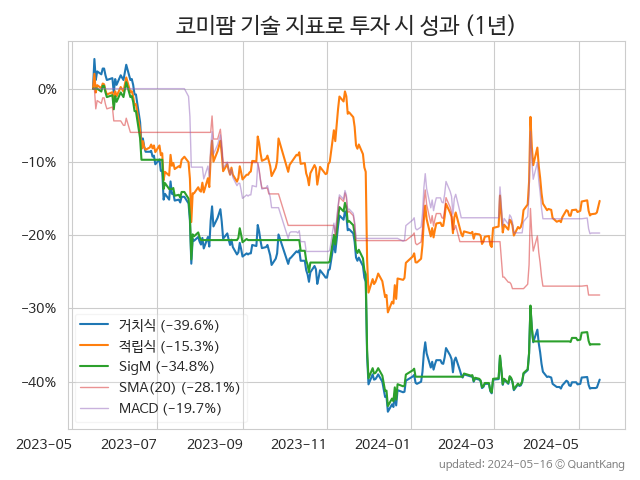 코미팜 기술 지표로 투자 시 성과 (1년)
0%
−10%
−20%
−30%
−40%
거치식 (−39.6%)
적립식 (−15.3%)
SigM (−34.8%)
SMA(20) (−28.1%)
MACD (−19.7%)
2023−05 2023−07 2023−09 2023−11 2024−01 2024−03 2024−05
updated: 2024−05−16 © QuantKang